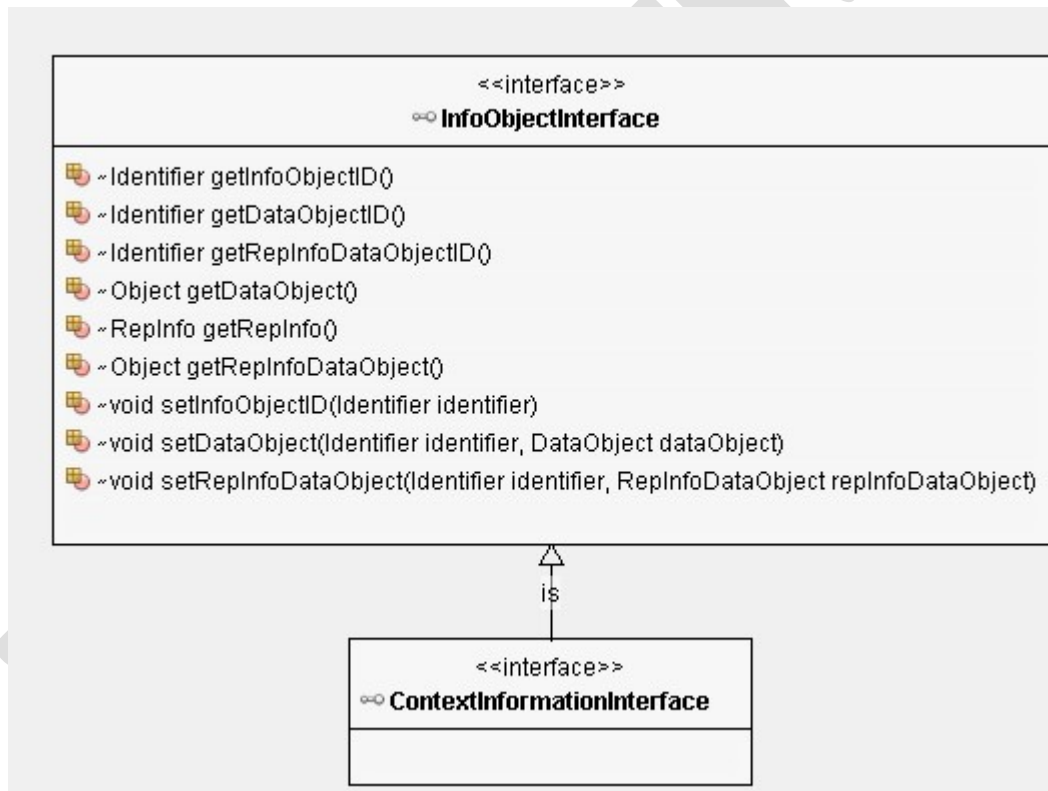 <<interface>>
InfoObjectInterface
~Identifier getInfoObjectID()
~Identifier getDataObjectID()
~Identifier getRepInfoDataObjectID()
~Object getDataObject()
~RepInfo getRepInfo()
~Object getRepInfoDataObject()
~void setInfoObjectID(Identifier identifier)
~void setDataObject(Identifier identifier, DataObject dataObject)
~void setRepInfoDataObject(Identifier identifier, RepInfoDataObject repInfoDataObject)
is
<<interface>>
ContextInformationInterface